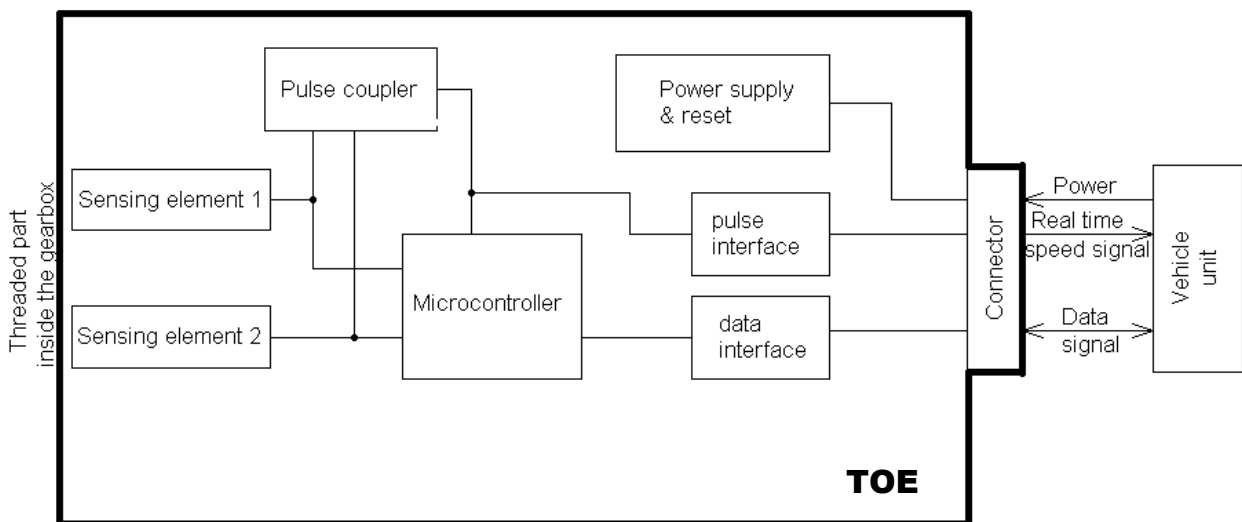 Threaded part
inside the gearbox
Pulse coupler
Power supply
& reset
Sensing element 1
pulse
interface
Sensing element 2
Microcontroller
data
interface
Connector
Power
Real time
speed signal
Data
signal
Vehicle
unit
TOE